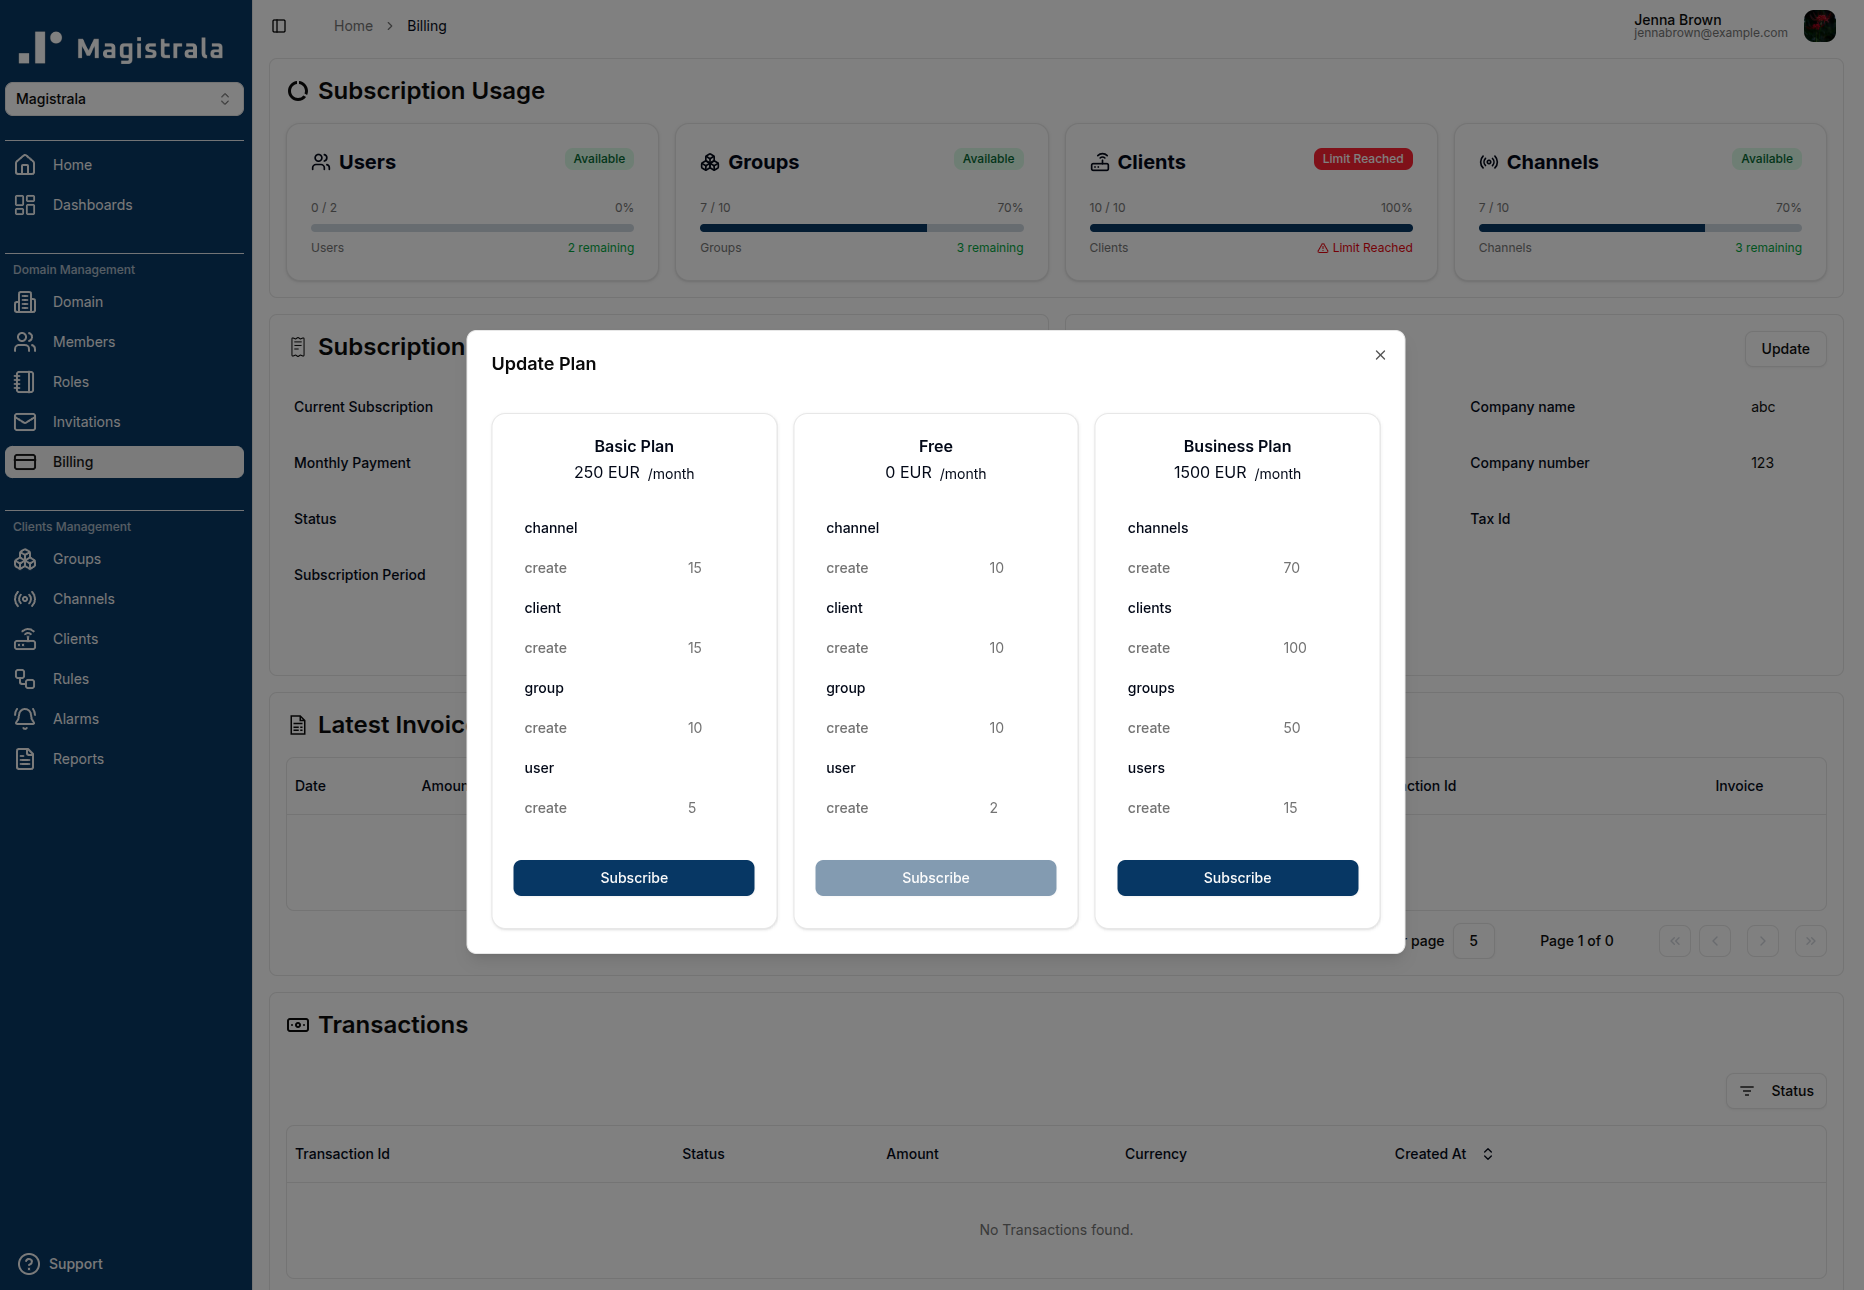 Magistrala
Magistrala
Home
Dashboards
Domain Management
Domain
Members
Roles
Invitations
Billing
Clients Management
Groups
Channels
Clients
Rules
Alarms
Reports
Support
Home > Billing
Jenna Brown
jennabrown@example.com
Subscription Usage
Users Available
0 / 2 0%
Users 2 remaining
Groups Available
7 / 10 70%
Groups 3 remaining
Clients Limit Reached
10 / 10 100%
Clients Limit Reached
Channels Available
7 / 10 70%
Channels 3 remaining
Subscription
Current Subscription
Monthly Payment
Status
Subscription Period
Update
Company name abc
Company number 123
Tax Id
Update Plan
Basic Plan
250 EUR /month
channel
create 15
client
create 15
group
create 10
user
create 5
Subscribe
Free
0 EUR /month
channel
create 10
client
create 10
group
create 10
user
create 2
Subscribe
Business Plan
1500 EUR /month
channels
create 70
clients
create 100
groups
create 50
users
create 15
Subscribe
Latest Invoic
Date Amour ction Id Invoice
page 5 Page 1 of 0
Transactions
Status
Transaction Id Status Amount Currency Created At
No Transactions found.